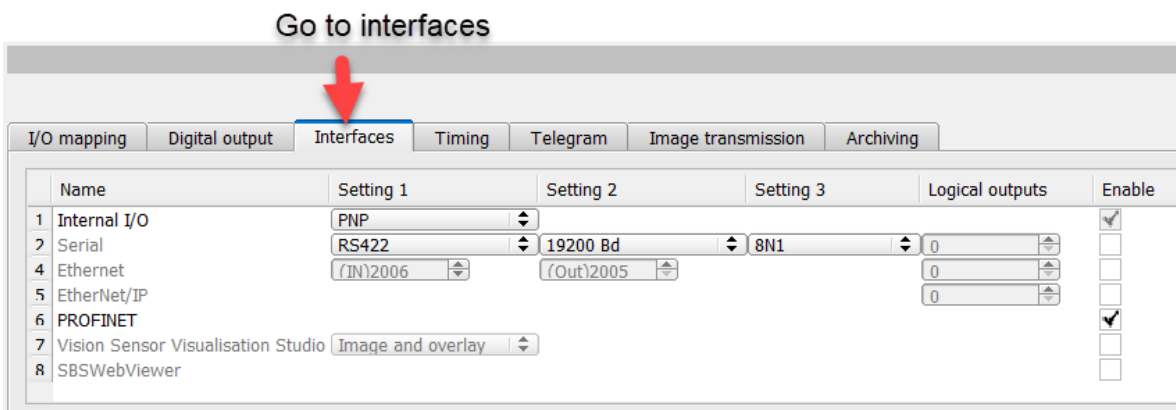 Go to interfaces
I/O mapping Digital output Interfaces Timing Telegram Image transmission Archiving
Name Setting 1 Setting 2 Setting 3 Logical outputs Enable
1 Internal I/O PNP
2 Serial RS422 19200 Bd 8N1 0
4 Ethernet (IN)2006 (Out)2005 0
5 EtherNet/IP 0
6 PROFINET
7 Vision Sensor Visualisation Studio Image and overlay
8 SBSWebViewer